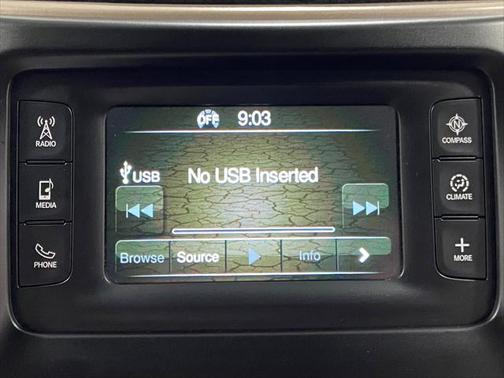 OFF 9:03
RADIO
COMPASS
USB No USB Inserted
MEDIA
CLIMATE
Browse Source Info
PHONE
MORE